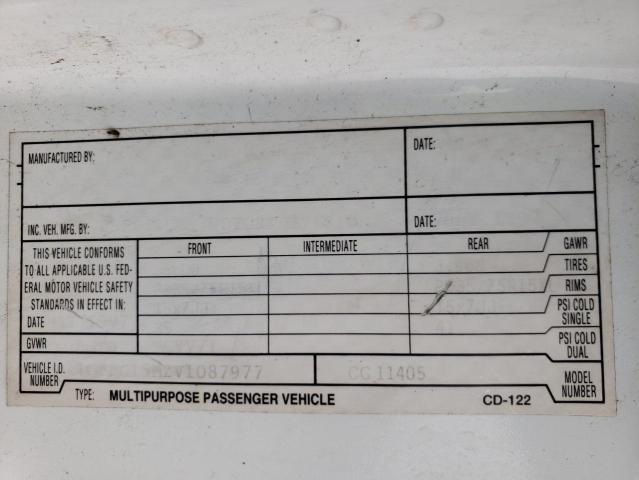 MANUFACTURED BY:
DATE:
INC. VEH. MFG. BY:
DATE:
THIS VEHICLE CONFORMS
TO ALL APPLICABLE U.S. FED-
ERAL MOTOR VEHICLE SAFETY
STANDARDS IN EFFECT IN:
DATE
FRONT
INTERMEDIATE
REAR
GAWR
TIRES
RIMS
PSI COLD
SINGLE
PSI COLD
DUAL
GVWR
VEHICLE I.D.
NUMBER
V1087977
CG11405
MODEL
NUMBER
TYPE: MULTIPURPOSE PASSENGER VEHICLE
CD-122